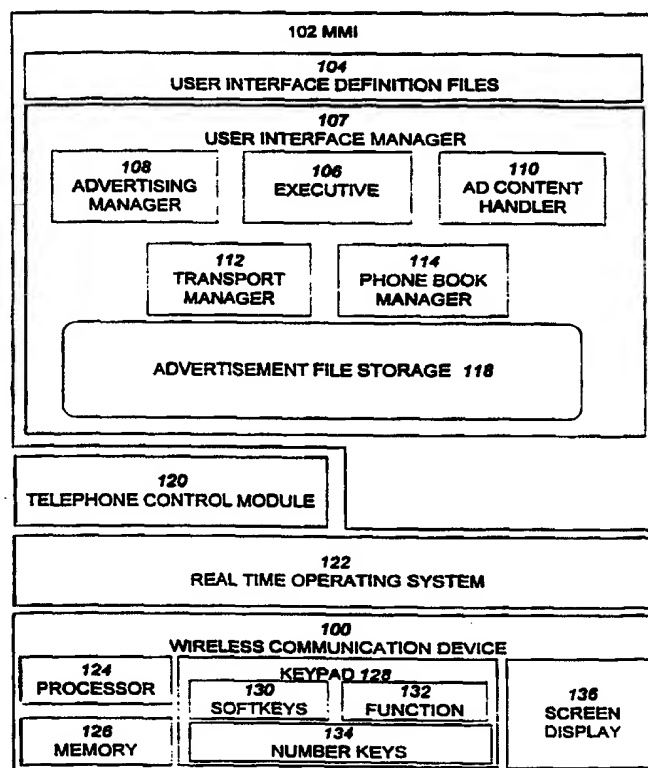 102 MMI
104
USER INTERFACE DEFINITION FILES
107
USER INTERFACE MANAGER
108
ADVERTISING
MANAGER
106
EXECUTIVE
110
AD CONTENT
HANDLER
112
TRANSPORT
MANAGER
114
PHONE BOOK
MANAGER
ADVERTISEMENT FILE STORAGE 118
120
TELEPHONE CONTROL MODULE
122
REAL TIME OPERATING SYSTEM
100
WIRELESS COMMUNICATION DEVICE
124
PROCESSOR
126
MEMORY
KEYPAD 128
130
SOFTKEYS
132
FUNCTION
134
NUMBER KEYS
136
SCREEN
DISPLAY